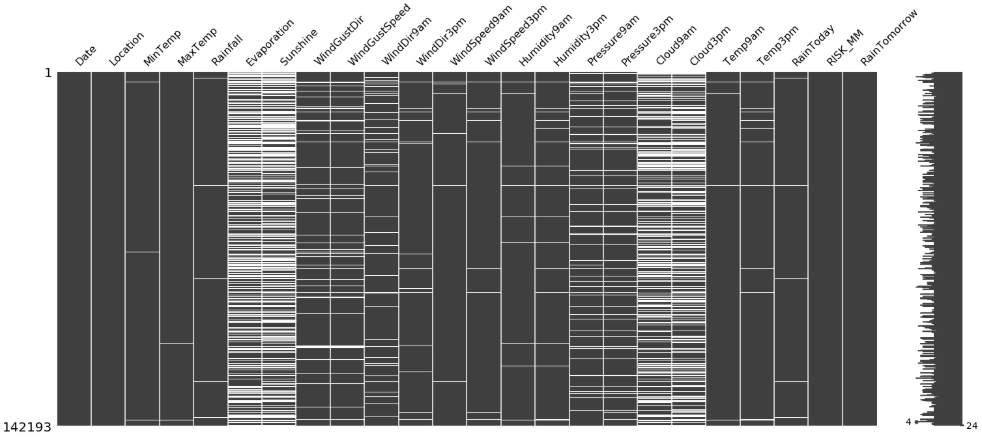 Date
Location
MinTemp
MaxTemp
Rainfall
Evaporation
Sunshine
WindGustDir
WindGustSpeed
WindDir9am
WindDir3pm
WindSpeed9am
WindSpeed3pm
Humidity9am
Humidity3pm
Pressure9am
Pressure3pm
Cloud9am
Cloud3pm
Temp9am
Temp3pm
RainToday
RISK_MM
RainTomorrow
1
142193
4
24